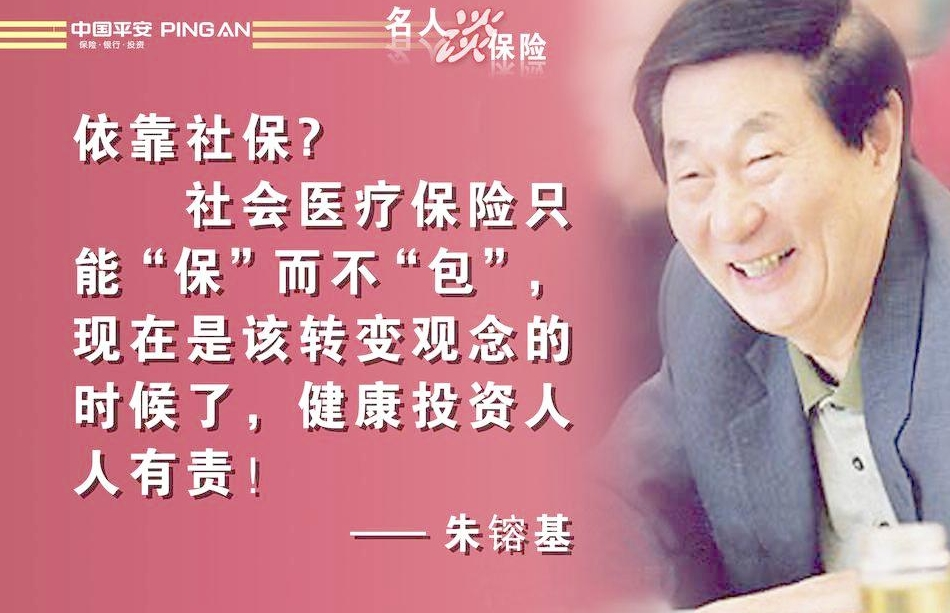 中国平安 PING AN
保险·银行·投资
名人谈保险
依靠社保?
社会医疗保险只
能“保”而不“包”,
现在是该转变观念的
时候了,健康投资人
人有责!
—— 朱镕基